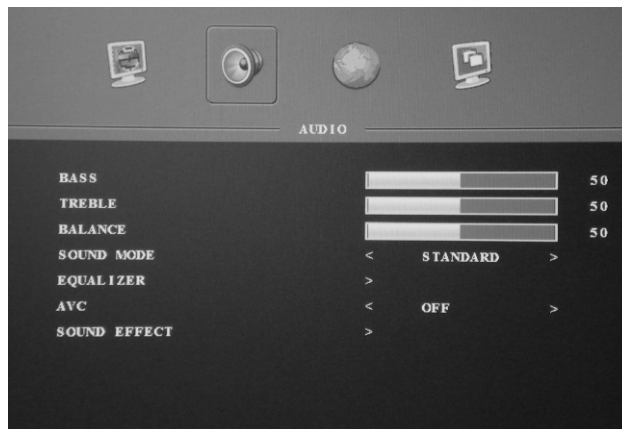 AUDIO
BASS 50
TREBLE 50
BALANCE 50
SOUND MODE < STANDARD >
EQUALIZER >
AVC < OFF >
SOUND EFFECT >